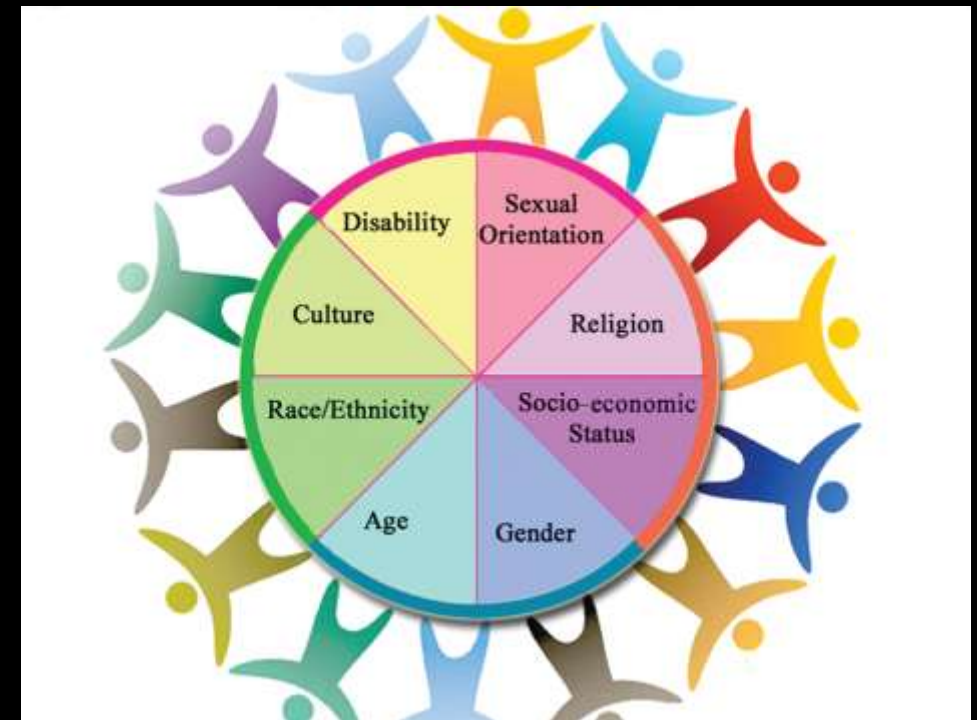 Disability
Sexual
Orientation
Culture
Religion
Race/Ethnicity
Socio-economic
Status
Age
Gender